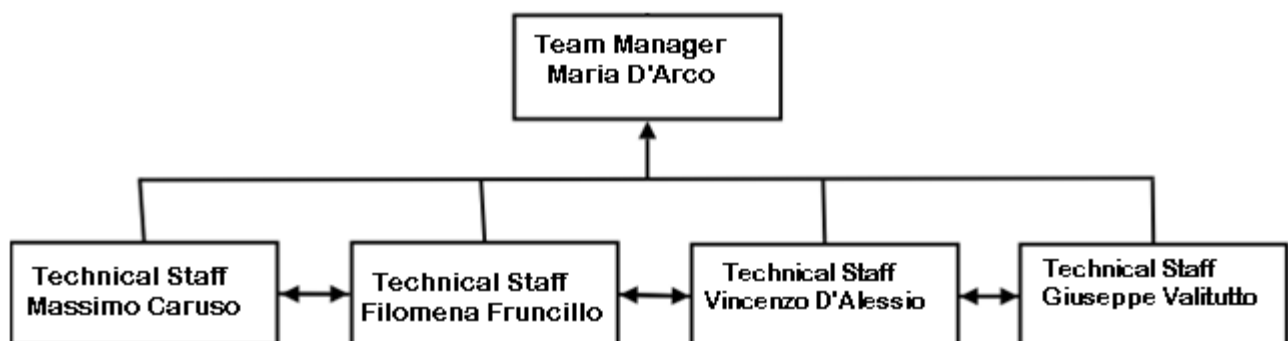 Team Manager
Maria D'Arco
Technical Staff
Massimo Caruso
Technical Staff
Filomena Fruncillo
Technical Staff
Vincenzo D'Alessio
Technical Staff
Giuseppe Valitutto